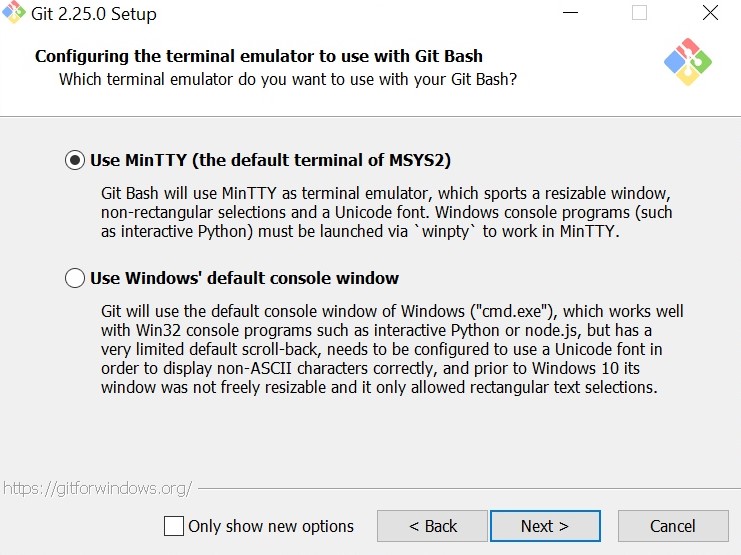 Git 2.25.0 Setup
Configuring the terminal emulator to use with Git Bash
Which terminal emulator do you want to use with your Git Bash?
Use MinTTY (the default terminal of MSYS2)
Git Bash will use MinTTY as terminal emulator, which sports a resizable window,
non-rectangular selections and a Unicode font. Windows console programs (such
as interactive Python) must be launched via `winpty` to work in MinTTY.
Use Windows' default console window
Git will use the default console window of Windows ("cmd.exe"), which works well
with Win32 console programs such as interactive Python or node.js, but has a
very limited default scroll-back, needs to be configured to use a Unicode font in
order to display non-ASCII characters correctly, and prior to Windows 10 its
window was not freely resizable and it only allowed rectangular text selections.
https://gitforwindows.org/
Only show new options
< Back
Next >
Cancel